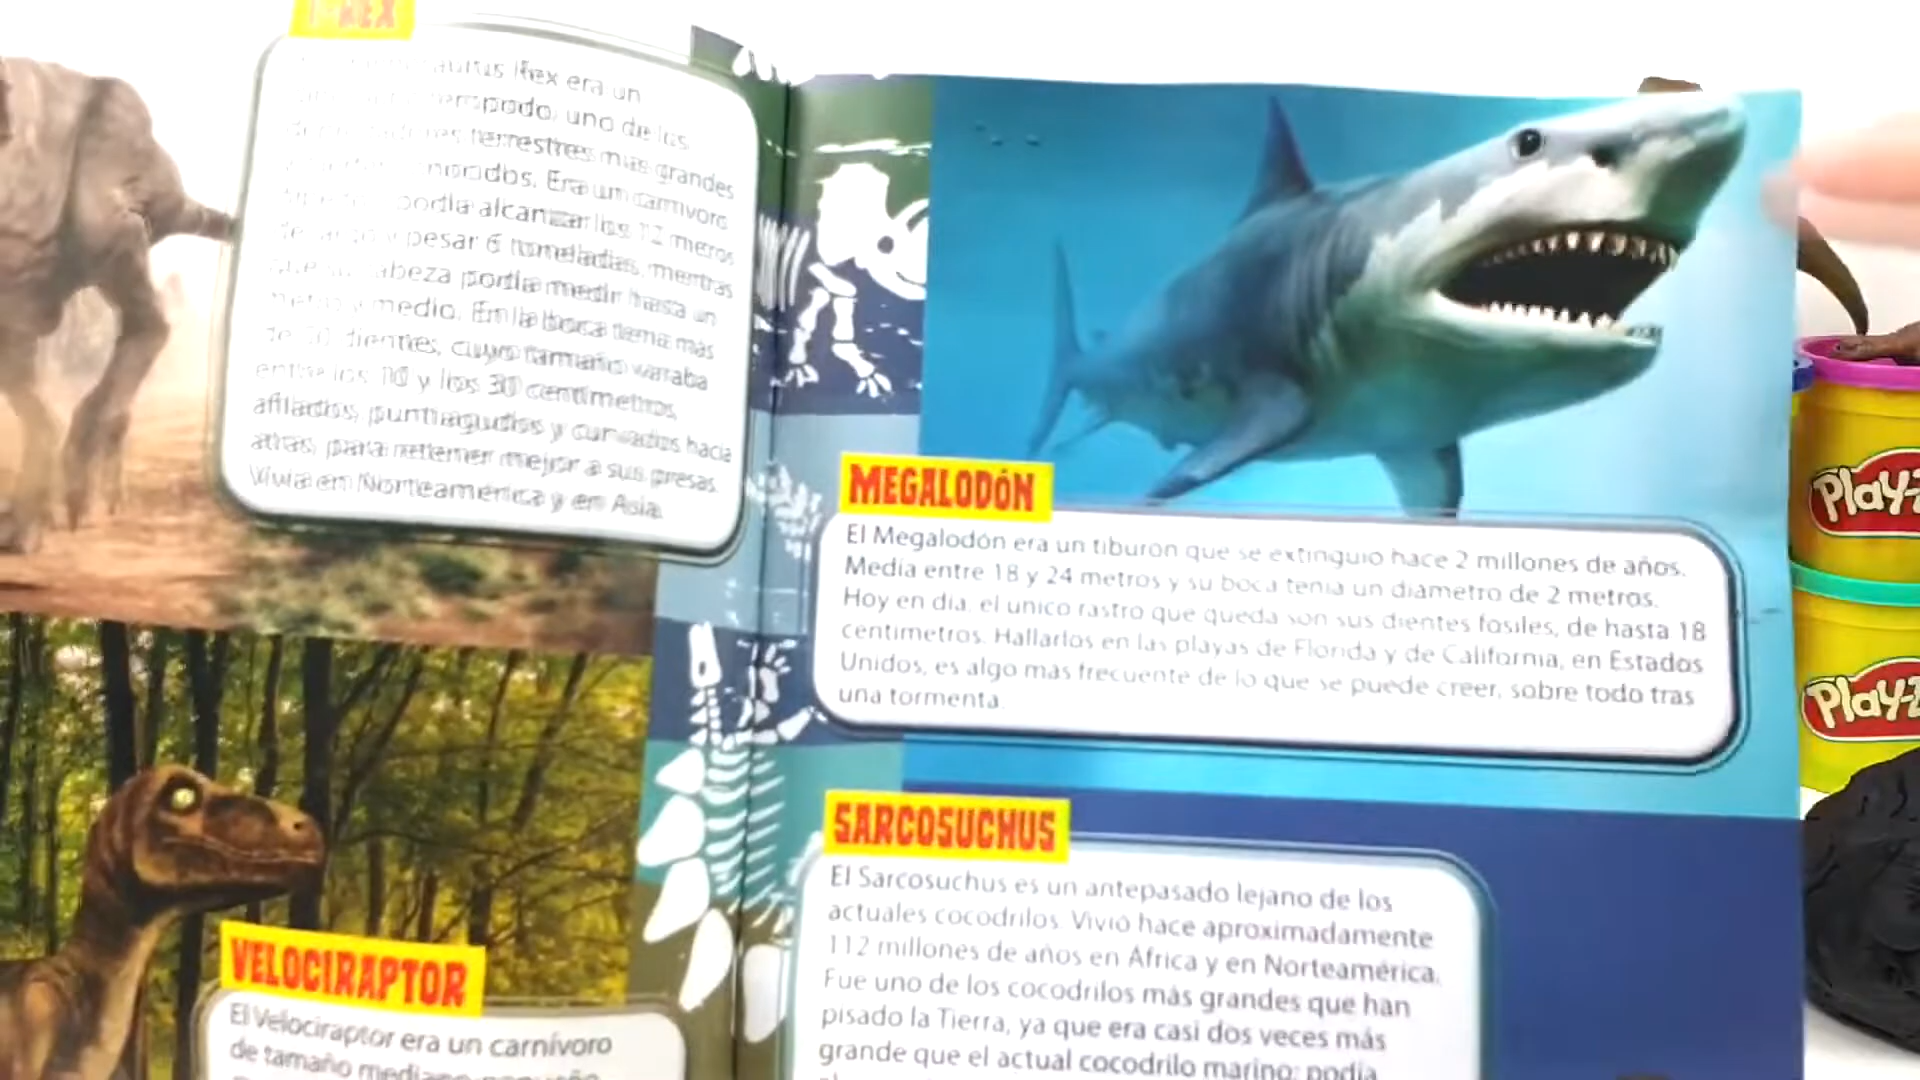 T-REX
Rex era un
uno de los
terrestres más grandes
Era un carnívoro
podía alcanzar los 12 metros
pesar 6 toneladas, mientras
cabeza podía medir hasta un
metro y medio. En la boca tenía más
de 50 dientes, cuyo tamaño variaba
entre los 10 y los 30 centímetros,
afilados, puntiagudos y curvados hacia
atrás, para retener mejor a sus presas.
Vivía en Norteamérica y en Asia.
VELOCIRAPTOR
El Velociraptor era un carnívoro
de tamaño mediano
MEGALODÓN
El Megalodón era un tiburón que se extinguió hace 2 millones de años.
Medía entre 18 y 24 metros y su boca tenía un diámetro de 2 metros.
Hoy en día, el único rastro que queda son sus dientes fósiles, de hasta 18
centímetros. Hallarlos en las playas de Florida y de California, en Estados
Unidos, es algo más frecuente de lo que se puede creer, sobre todo tras
una tormenta.
SARCOSUCHUS
El Sarcosuchus es un antepasado lejano de los
actuales cocodrilos. Vivió hace aproximadamente
112 millones de años en África y en Norteamérica.
Fue uno de los cocodrilos más grandes que han
pisado la Tierra, ya que era casi dos veces más
grande que el actual cocodrilo marino: podía
Play-
Play-